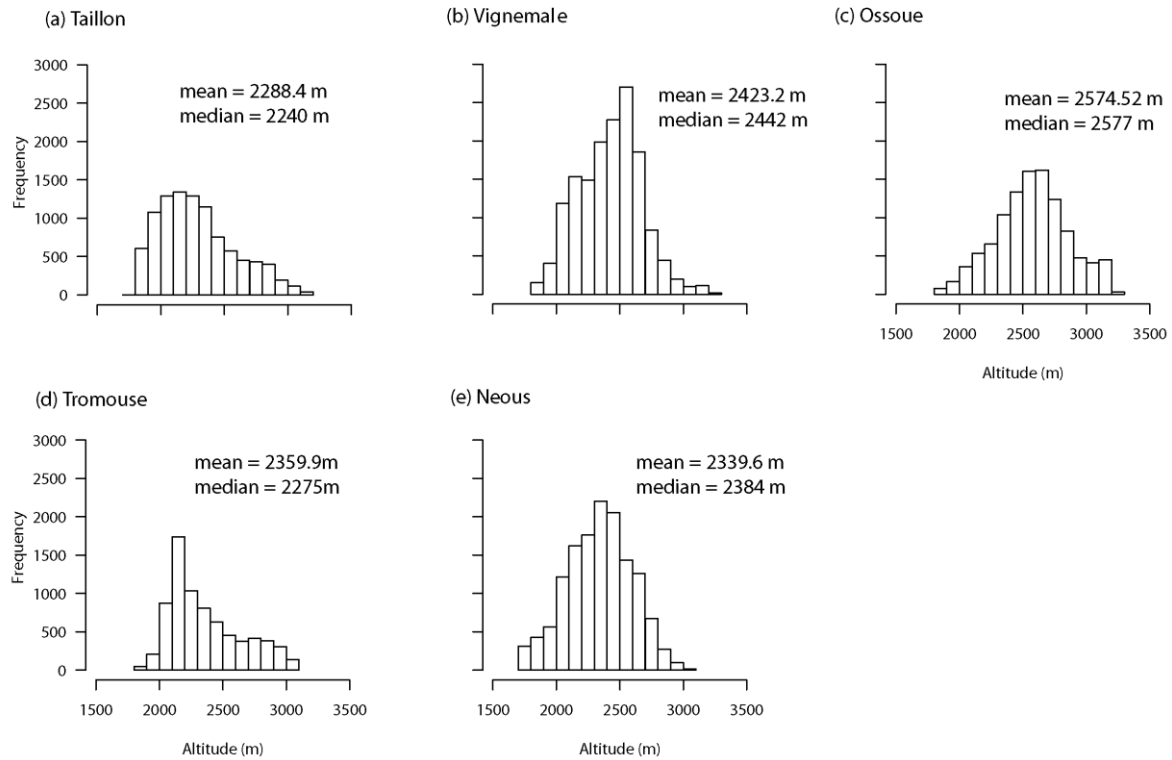 (a) Taillon
(b) Vignemale
(c) Ossoue
mean = 2288.4 m
median = 2240 m
mean = 2423.2 m
median = 2442 m
mean = 2574.52 m
median = 2577 m
3000
2500
2000
1500
1000
500
0
Frequency
1500 2000 2500 3000 3500
Altitude (m)
(d) Tromouse
(e) Neous
mean = 2359.9m
median = 2275m
mean = 2339.6 m
median = 2384 m
3000
2500
2000
1500
1000
500
0
Frequency
1500 2000 2500 3000 3500
1500 2000 2500 3000 3500
Altitude (m)
Altitude (m)